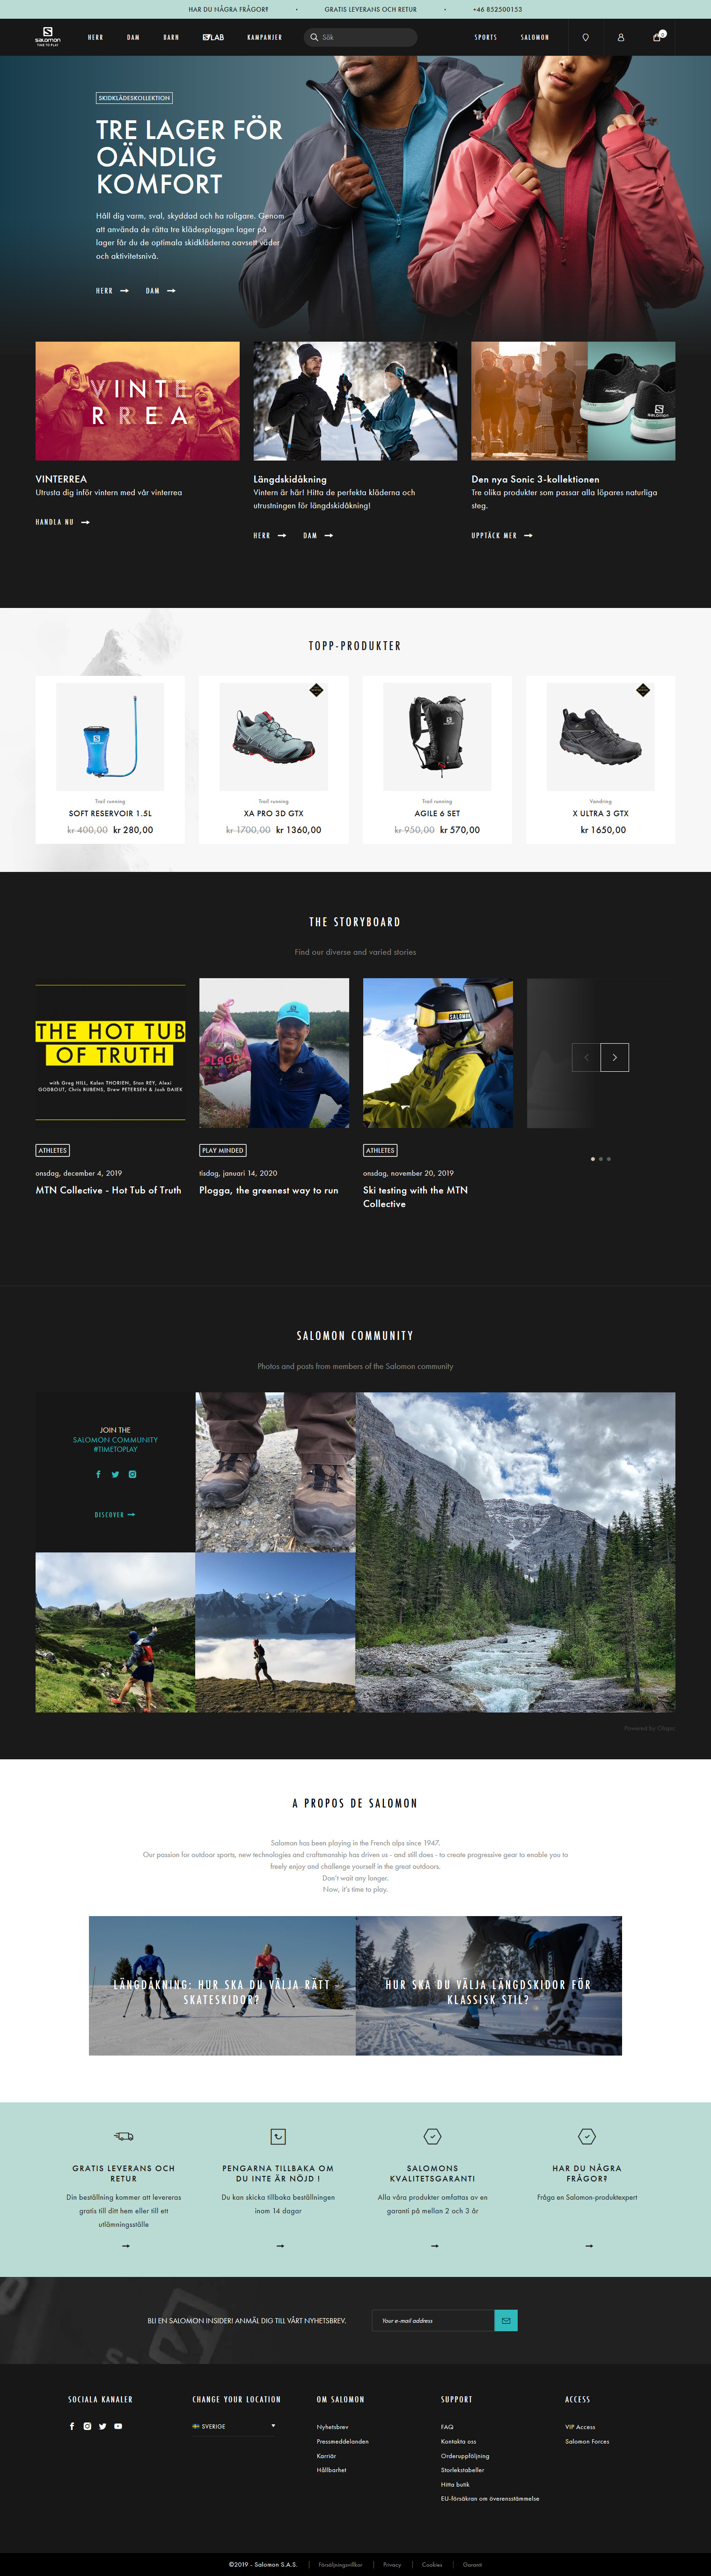 HAR DU NÅGRA FRÅGOR? • GRATIS LEVERANS OCH RETUR • +46 852500153
SALOMON
TIME TO PLAY
HERR DAM BARN S/LAB KAMPANJER Sök SPORTS SALOMON 0
SKIDKLÄDESKOLLEKTION
TRE LAGER FÖR
OÄNDLIG
KOMFORT
Håll dig varm, sval, skyddad och ha roligare. Genom
att använda de rätta tre klädesplaggen lager på
lager får du de optimala skidkläderna oavsett väder
och aktivitetsnivå.
HERR DAM
VINTE
RREA
VINTERREA
Utrusta dig inför vintern med vår vinterrea
HANDLA NU
Längdskidåkning
Vintern är här! Hitta de perfekta kläderna och
utrustningen för längdskidåkning!
HERR DAM
Den nya Sonic 3-kollektionen
Tre olika produkter som passar alla löpares naturliga
steg.
UPPTÄCK MER
TOPP-PRODUKTER
Trail running
SOFT RESERVOIR 1.5L
kr 400,00 kr 280,00
Trail running
XA PRO 3D GTX
kr 1700,00 kr 1360,00
Trail running
AGILE 6 SET
kr 950,00 kr 570,00
Vandring
X ULTRA 3 GTX
kr 1650,00
THE STORYBOARD
Find our diverse and varied stories
THE HOT TUB
OF TRUTH
with Greg HILL, Kalen THORIEN, Stan REY, Alexi
GODBOUT, Chris RUBENS, Drew PETERSEN & Josh DAIEK
PLOGGA
SALOMON
ATHLETES
onsdag, december 4, 2019
MTN Collective - Hot Tub of Truth
PLAY MINDED
tisdag, januari 14, 2020
Plogga, the greenest way to run
ATHLETES
onsdag, november 20, 2019
Ski testing with the MTN
Collective
SALOMON COMMUNITY
Photos and posts from members of the Salomon community
JOIN THE
SALOMON COMMUNITY
#TIMETOPLAY
DISCOVER
Powered by Olapic
A PROPOS DE SALOMON
Salomon has been playing in the French alps since 1947.
Our passion for outdoor sports, new technologies and craftsmanship has driven us - and still does - to create progressive gear to enable you to
freely enjoy and challenge yourself in the great outdoors.
Don't wait any longer.
Now, it's time to play.
LÄNGDÅKNING: HUR SKA DU VÄLJA RÄTT
SKATESKIDOR?
HUR SKA DU VÄLJA LÄNGDSKIDOR FÖR
KLASSISK STIL?
GRATIS LEVERANS OCH
RETUR
Din beställning kommer att levereras
gratis till ditt hem eller till ett
utlämningsställe
PENGARNA TILLBAKA OM
DU INTE ÄR NÖJD !
Du kan skicka tillbaka beställningen
inom 14 dagar
SALOMONS
KVALITETSGARANTI
Alla våra produkter omfattas av en
garanti på mellan 2 och 3 år
HAR DU NÅGRA
FRÅGOR?
Fråga en Salomon-produktexpert
BLI EN SALOMON INSIDER! ANMÄL DIG TILL VÅRT NYHETSBREV.
Your e-mail address
SOCIALA KANALER
CHANGE YOUR LOCATION
SVERIGE
OM SALOMON
Nyhetsbrev
Pressmeddelanden
Karriär
Hållbarhet
SUPPORT
FAQ
Kontakta oss
Orderuppföljning
Storlekstabeller
Hitta butik
EU-försäkran om överensstämmelse
ACCESS
VIP Access
Salomon Forces
©2019 - Salomon S.A.S. | Försäljningsvillkor | Privacy | Cookies | Garanti